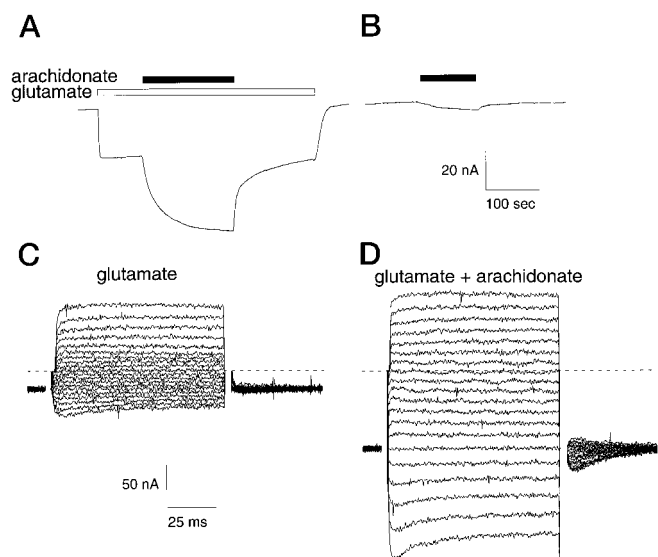 A
B
arachidonate
glutamate
20 nA
100 sec
C
glutamate
D
glutamate + arachidonate
50 nA
25 ms